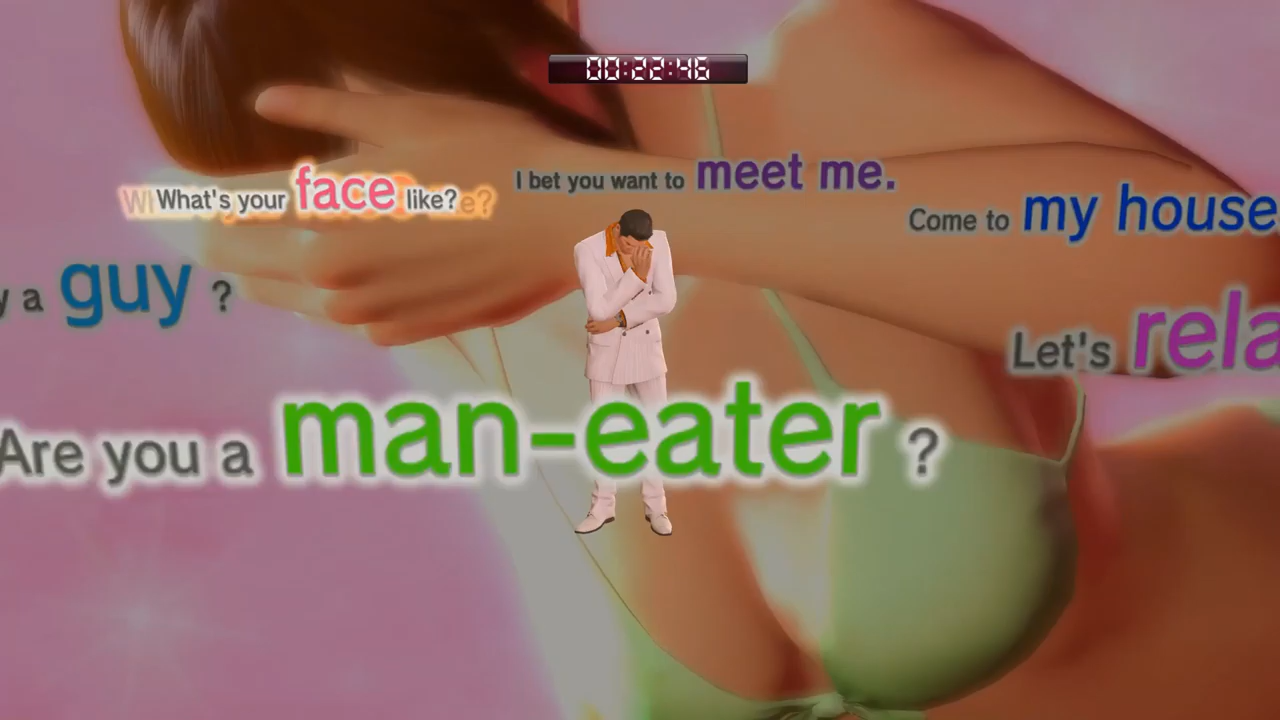 00:22:46
What's your face like?
I bet you want to meet me.
Come to my house
y a guy ?
Let's rela
Are you a man-eater ?